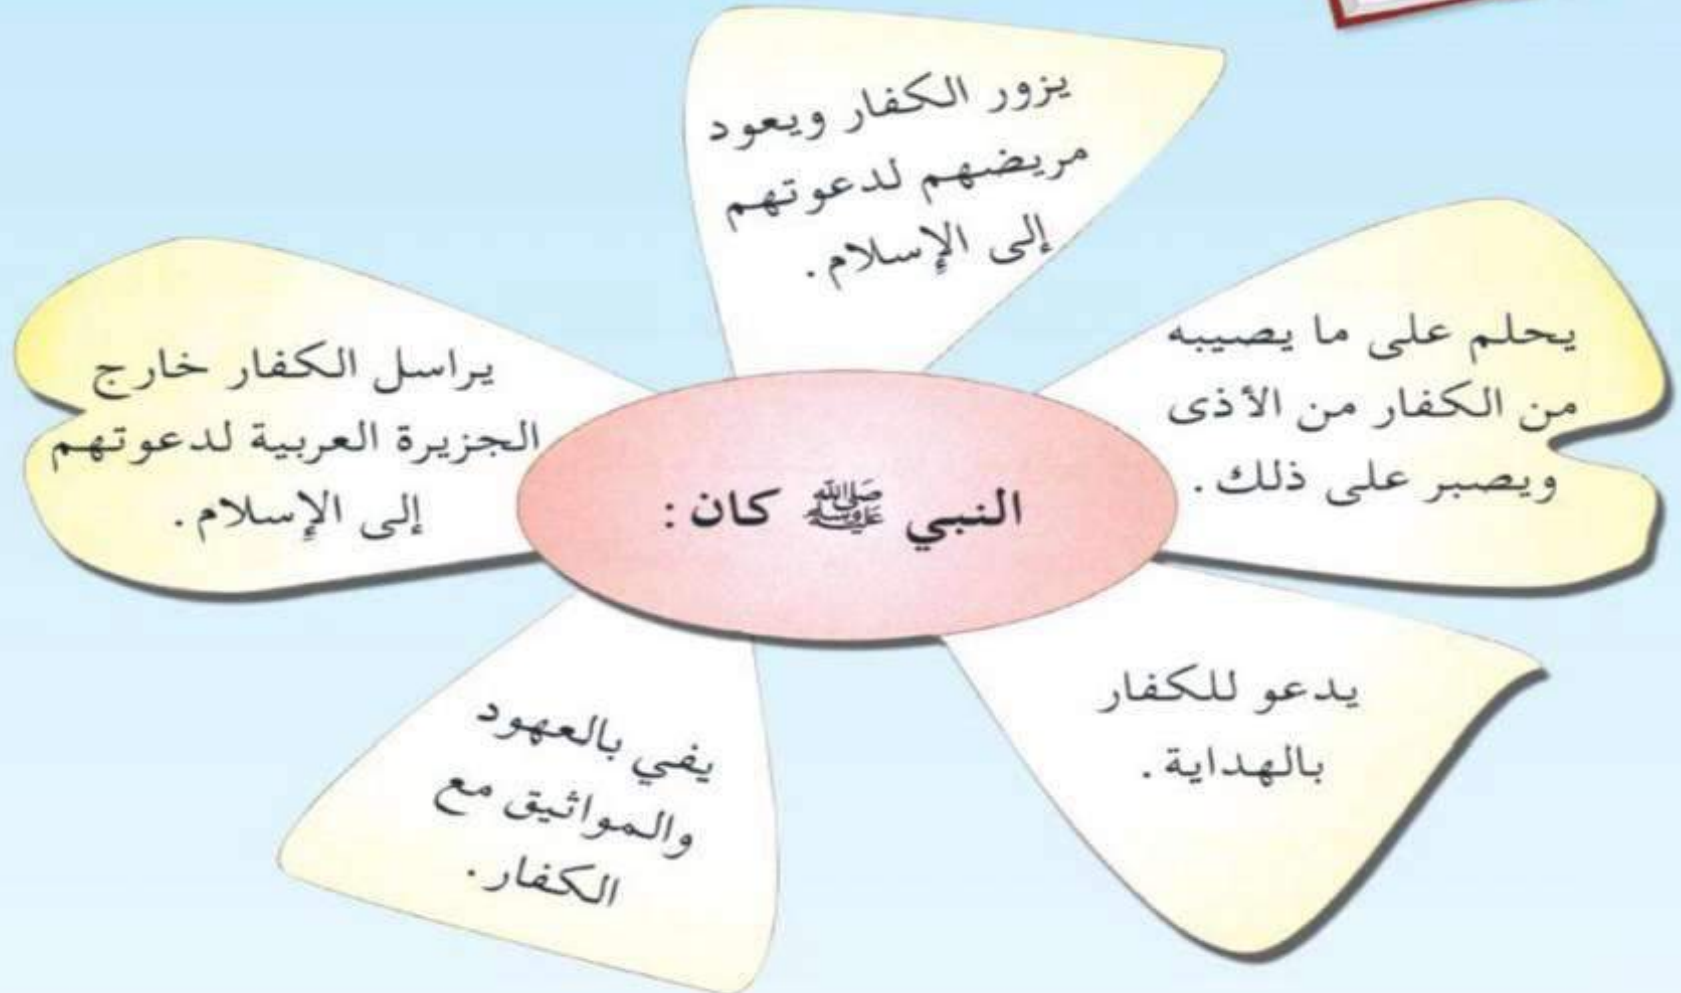 النبي ﷺ كان :
يزور الكفار ويعود
مريضهم لدعوتهم
إلى الإسلام .
يحلم على ما يصيبه
من الكفار من الأذى
ويصبر على ذلك .
يدعو للكفار
بالهداية .
يفي بالعهود
والمواثيق مع
الكفار .
يراسل الكفار خارج
الجزيرة العربية لدعوتهم
إلى الإسلام .